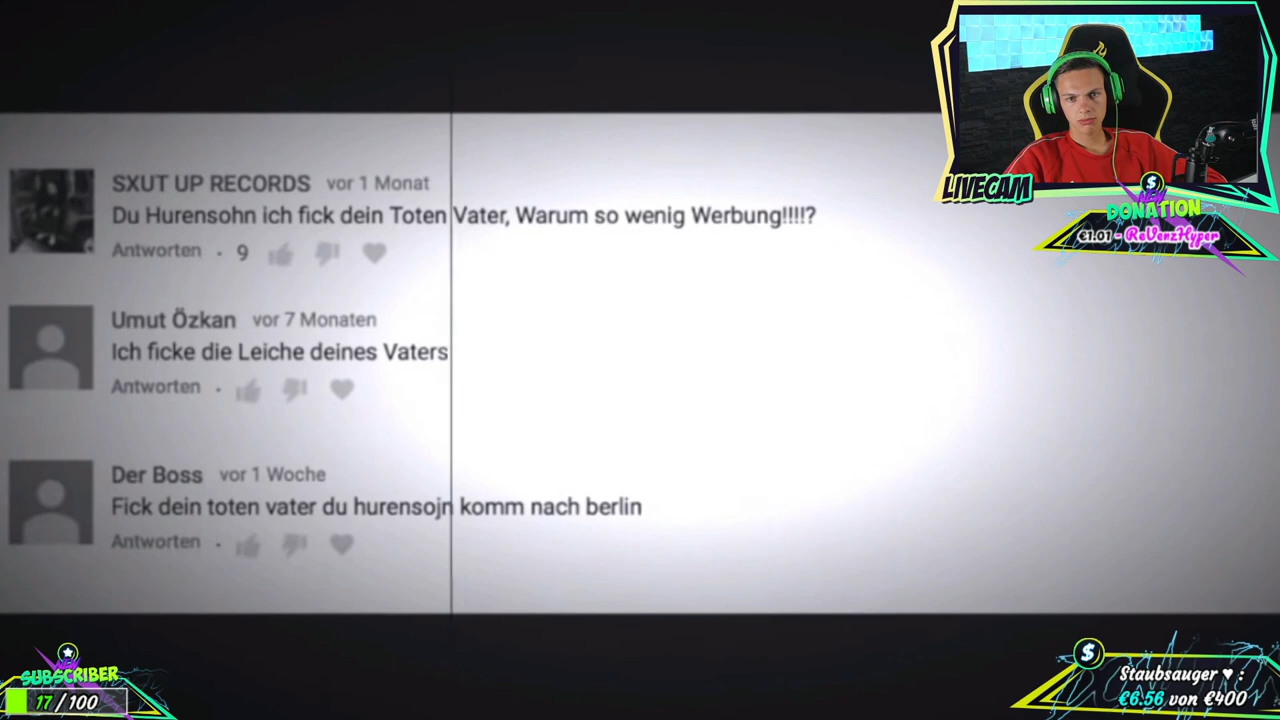 SXUT UP RECORDS vor 1 Monat
Du Hurensohn ich fick dein Toten Vater, Warum so wenig Werbung!!!!?
Antworten · 9
Umut Özkan vor 7 Monaten
Ich ficke die Leiche deines Vaters
Antworten ·
Der Boss vor 1 Woche
Fick dein toten vater du hurensojn komm nach berlin
Antworten ·
LIVECAM
$
NEW
DONATION
€1.01 - ReVenzHyper
NEW
SUBSCRIBER
17 / 100
$
Staubsauger ♥ :
€6.56 von €400